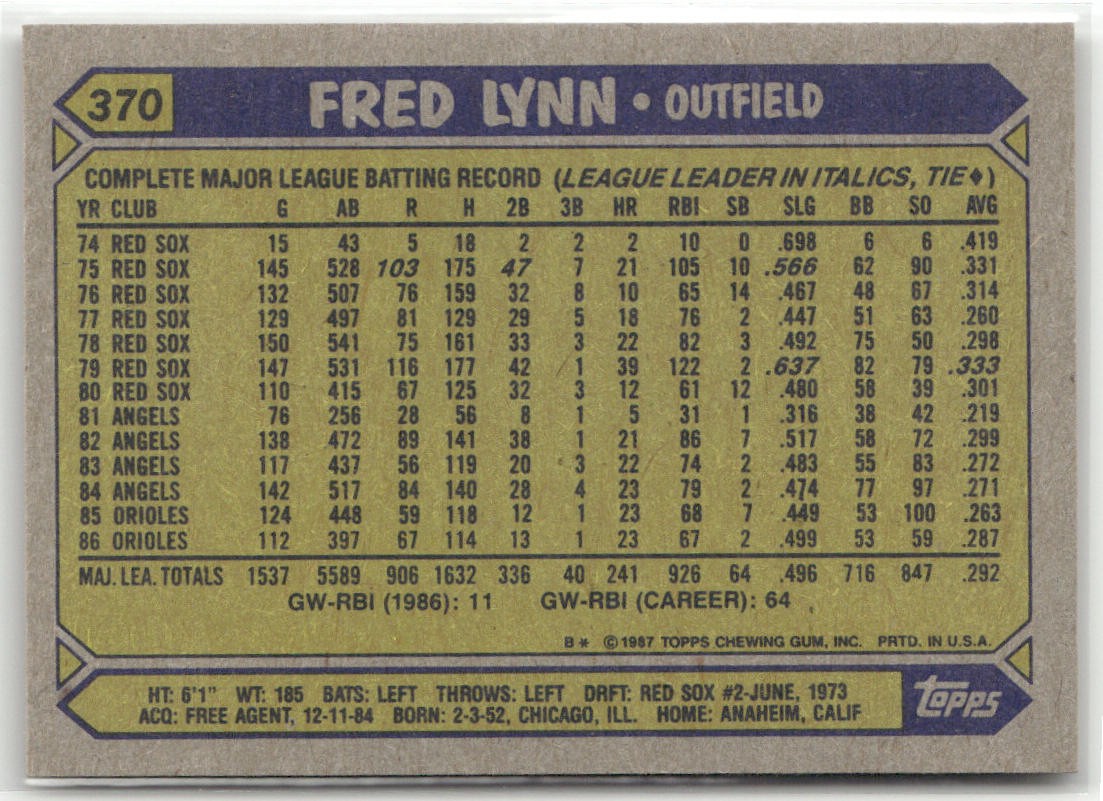 370 FRED LYNN • OUTFIELD
COMPLETE MAJOR LEAGUE BATTING RECORD (LEAGUE LEADER IN ITALICS, TIE♦)
YR CLUB G AB R H 2B 3B HR RBI SB SLG BB SO AVG
74 RED SOX 15 43 5 18 2 2 2 10 0 .698 6 6 .419
75 RED SOX 145 528 103 175 47 7 21 105 10 .566 62 90 .331
76 RED SOX 132 507 76 159 32 8 10 65 14 .467 48 67 .314
77 RED SOX 129 497 81 129 29 5 18 76 2 .447 51 63 .260
78 RED SOX 150 541 75 161 33 3 22 82 3 .492 75 50 .298
79 RED SOX 147 531 116 177 42 1 39 122 2 .637 82 79 .333
80 RED SOX 110 415 67 125 32 3 12 61 12 .480 58 39 .301
81 ANGELS 76 256 28 56 8 1 5 31 1 .316 38 42 .219
82 ANGELS 138 472 89 141 38 1 21 86 7 .517 58 72 .299
83 ANGELS 117 437 56 119 20 3 22 74 2 .483 55 83 .272
84 ANGELS 142 517 84 140 28 4 23 79 2 .474 77 97 .271
85 ORIOLES 124 448 59 118 12 1 23 68 7 .449 53 100 .263
86 ORIOLES 112 397 67 114 13 1 23 67 2 .499 53 59 .287
MAJ. LEA. TOTALS 1537 5589 906 1632 336 40 241 926 64 .496 716 847 .292
GW-RBI (1986): 11 GW-RBI (CAREER): 64
B* ©1987 TOPPS CHEWING GUM, INC. PRTD. IN U.S.A.
HT: 6'1" WT: 185 BATS: LEFT THROWS: LEFT DRFT: RED SOX #2-JUNE, 1973
ACQ: FREE AGENT, 12-11-84 BORN: 2-3-52, CHICAGO, ILL. HOME: ANAHEIM, CALIF
topps